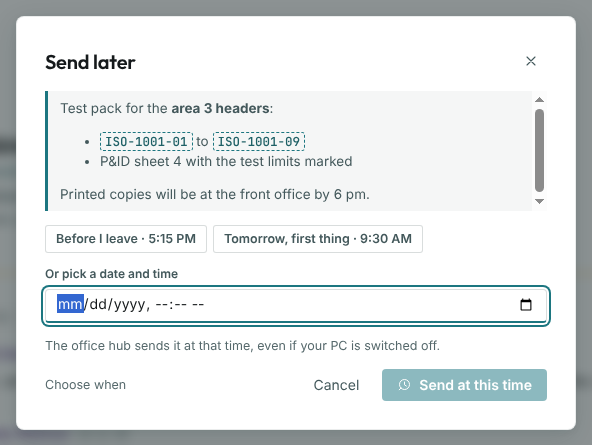 Send later
Test pack for the area 3 headers:
• ISO-1001-01 to ISO-1001-09
• P&ID sheet 4 with the test limits marked
Printed copies will be at the front office by 6 pm.
Before I leave · 5:15 PM
Tomorrow, first thing · 9:30 AM
Or pick a date and time
mm/dd/yyyy, --:-- --
The office hub sends it at that time, even if your PC is switched off.
Choose when
Cancel
Send at this time